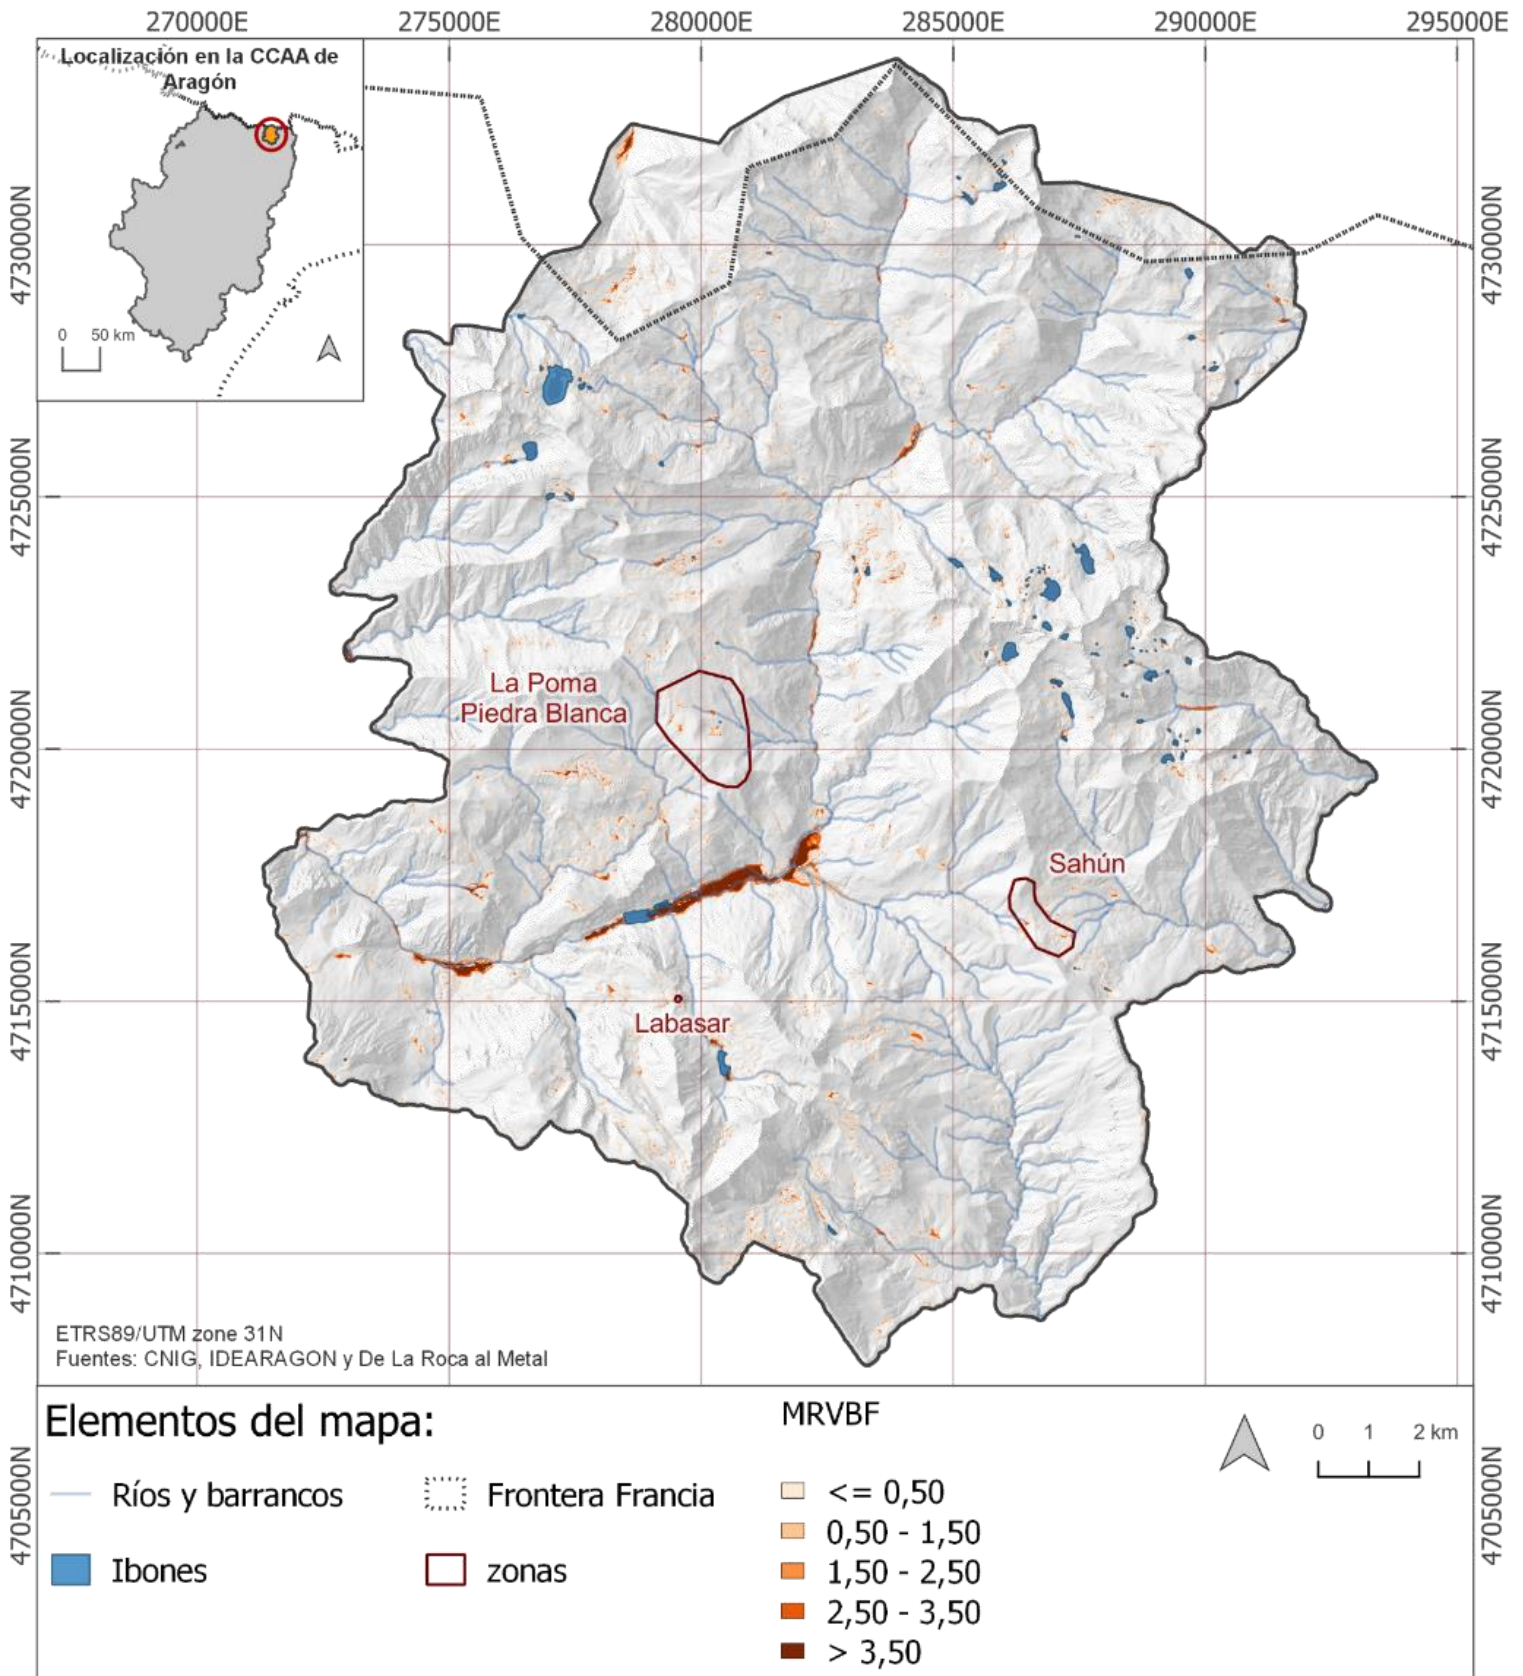 270000E 275000E 280000E 285000E 290000E 295000E
Localización en la CCAA de
Aragón
0 50 km
4730000N
4730000N
4725000N
4725000N
La Poma
Piedra Blanca
4720000N
4720000N
Sahún
4715000N
4715000N
Labasar
4710000N
4710000N
ETRS89/UTM zone 31N
Fuentes: CNIG, IDEARAGON y De La Roca al Metal
4705000N
4705000N
Elementos del mapa:
Ríos y barrancos
Frontera Francia
Ibones
zonas
MRVBF
<= 0,50
0,50 - 1,50
1,50 - 2,50
2,50 - 3,50
> 3,50
0 1 2 km